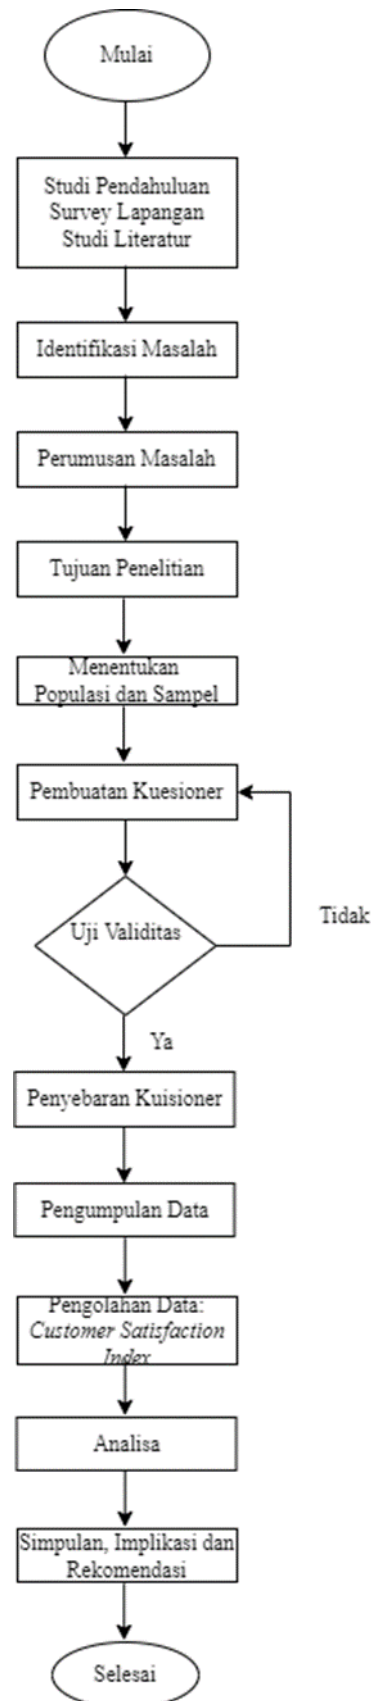 Mulai
Studi Pendahuluan
Survey Lapangan
Studi Literatur
Identifikasi Masalah
Perumusan Masalah
Tujuan Penelitian
Menentukan
Populasi dan Sampel
Pembuatan Kuesioner
Uji Validitas
Tidak
Ya
Penyebaran Kuisioner
Pengumpulan Data
Pengolahan Data:
Customer Satisfaction
Index
Analisa
Simpulan, Implikasi dan
Rekomendasi
Selesai